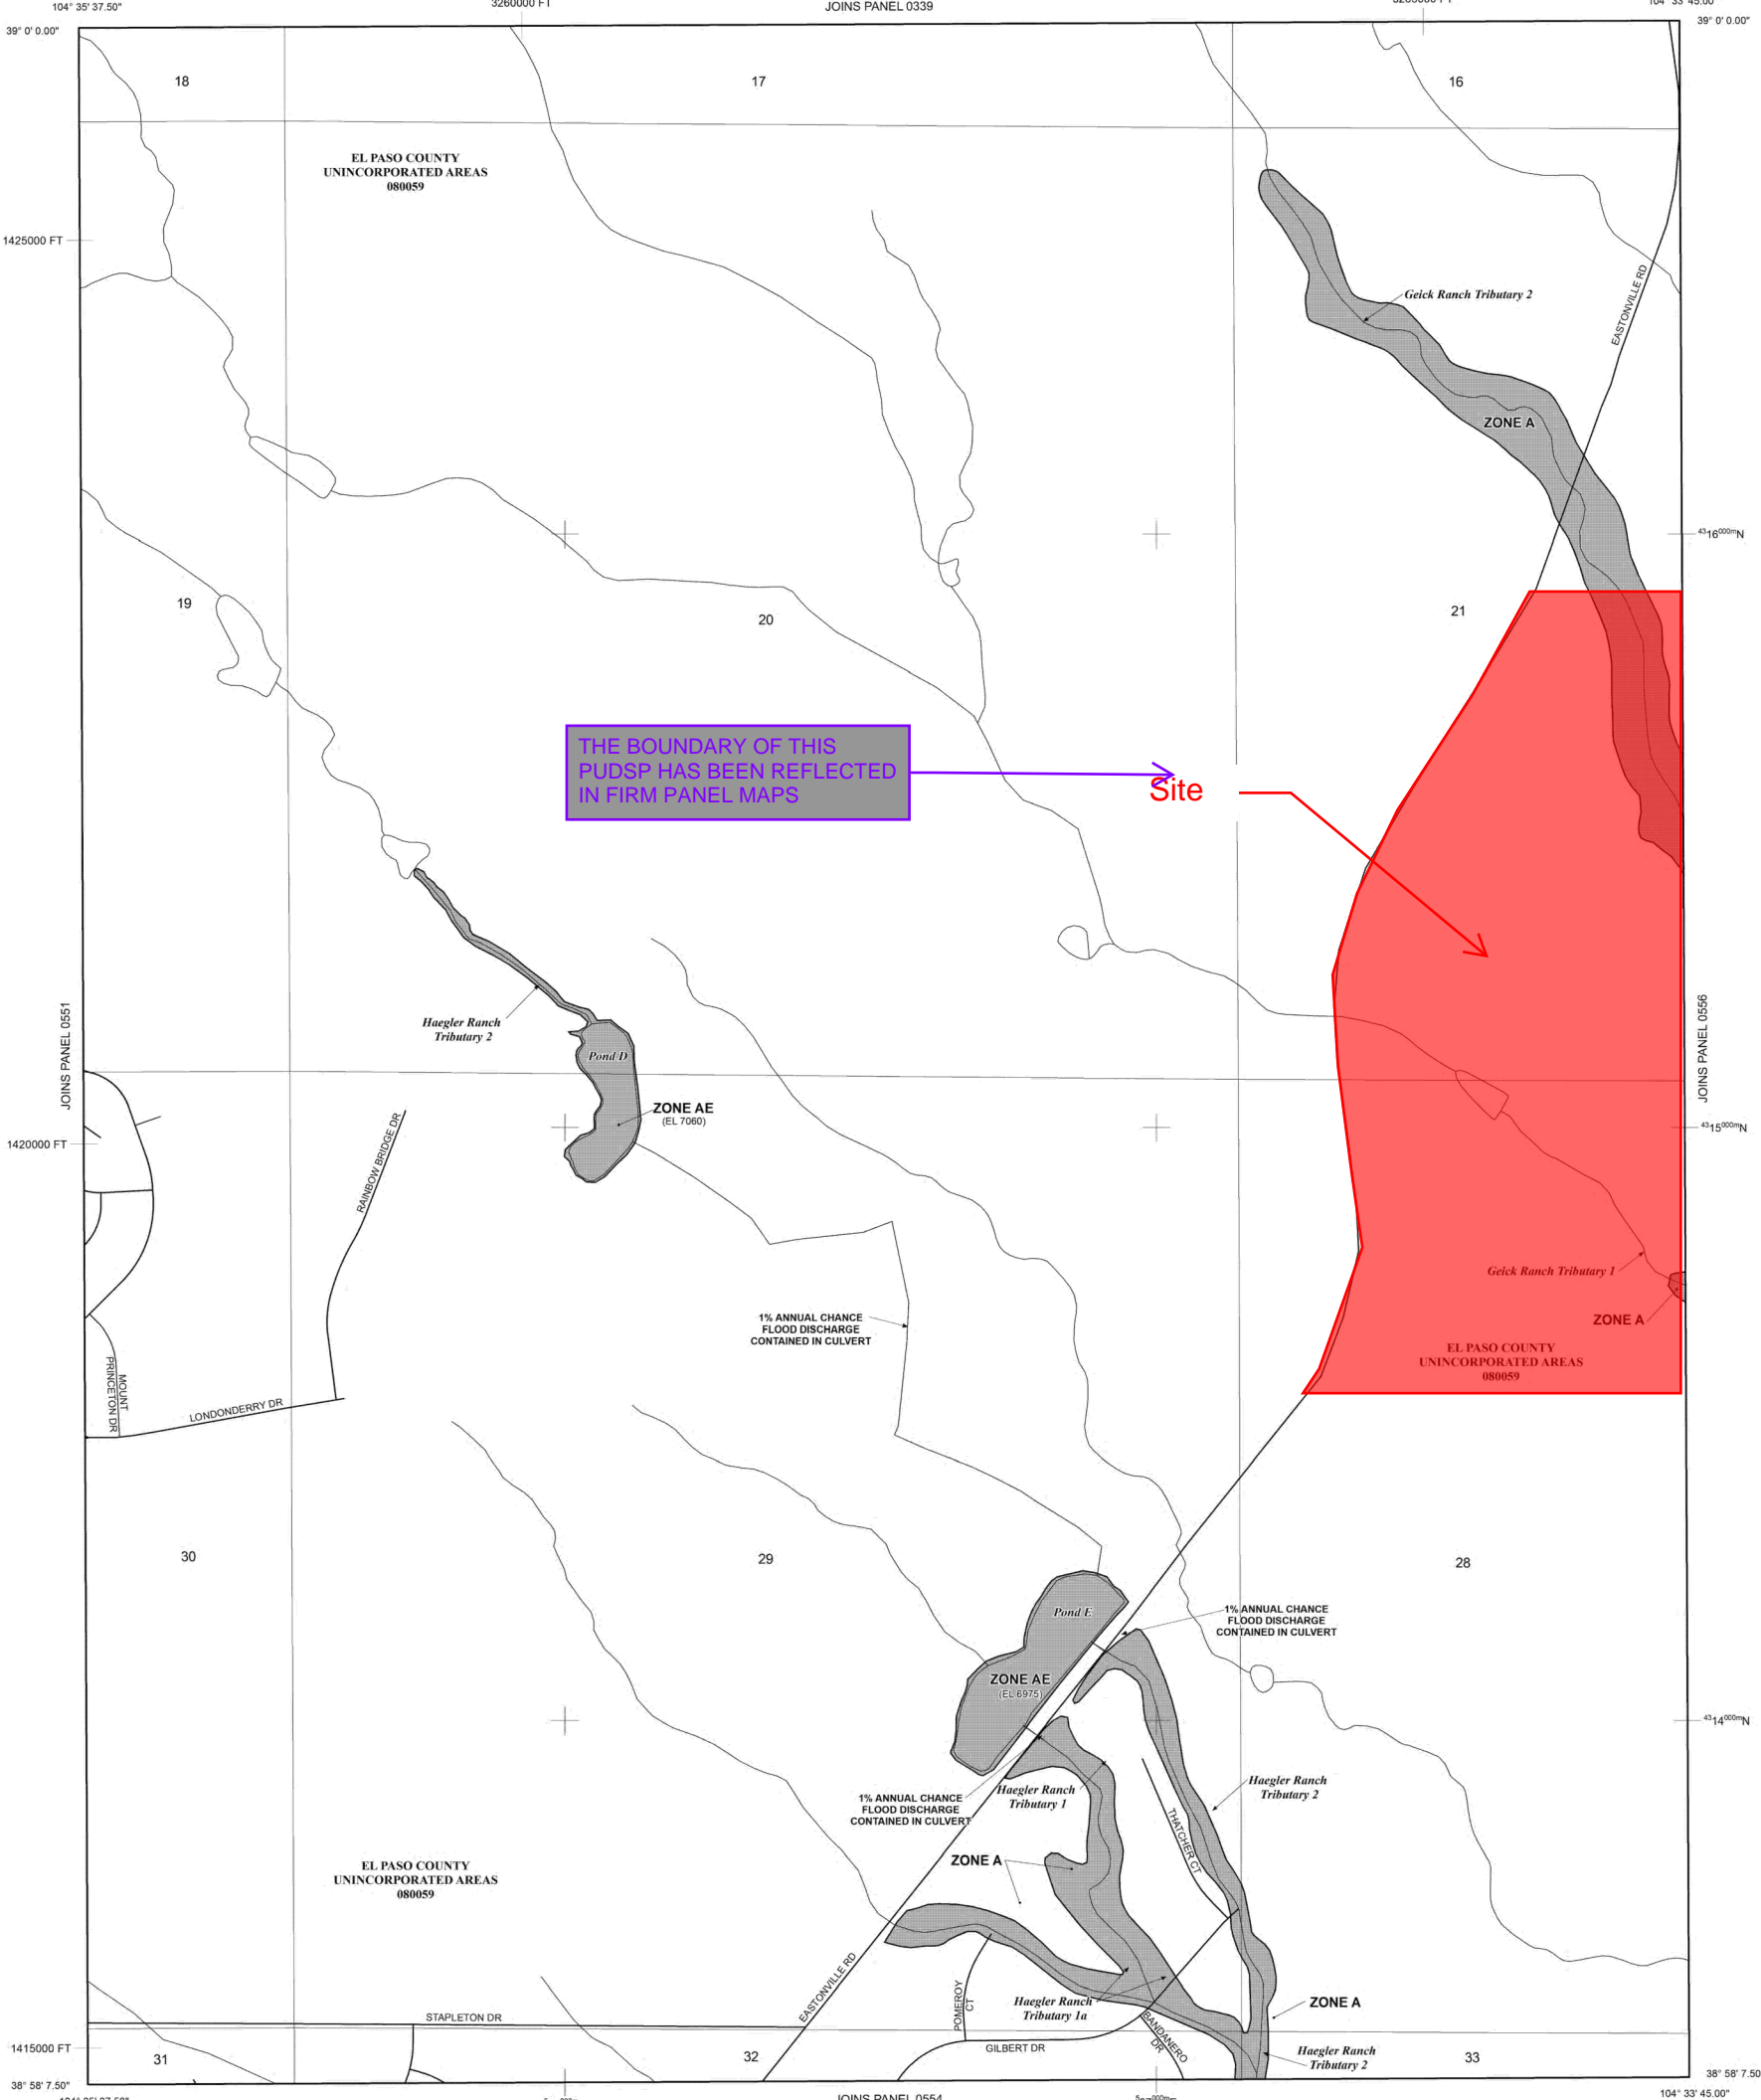 104° 35' 37.50"
3260000 FT
JOINS PANEL 0339
104° 33' 45.00"
39° 0' 0.00"
39° 0' 0.00"
18
17
16
EL PASO COUNTY
UNINCORPORATED AREAS
080059
1425000 FT
EASTONVILLE RD
Geick Ranch Tributary 2
ZONE A
4316000mN
19
20
21
THE BOUNDARY OF THIS
PUDSP HAS BEEN REFLECTED
IN FIRM PANEL MAPS
Site
JOINS PANEL 0551
JOINS PANEL 0556
Haegler Ranch
Tributary 2
Pond D
ZONE AE
(EL 7060)
1420000 FT
4315000mN
RAINBOW BRIDGE DR
Geick Ranch Tributary 1
ZONE A
1% ANNUAL CHANCE
FLOOD DISCHARGE
CONTAINED IN CULVERT
EL PASO COUNTY
UNINCORPORATED AREAS
080059
MOUNT
PRINCETON DR
LONDONDERRY DR
30
29
28
Pond E
1% ANNUAL CHANCE
FLOOD DISCHARGE
CONTAINED IN CULVERT
ZONE AE
(EL 6975)
4314000mN
Haegler Ranch
Tributary 1
Haegler Ranch
Tributary 2
1% ANNUAL CHANCE
FLOOD DISCHARGE
CONTAINED IN CULVERT
THATCHER CT
ZONE A
EL PASO COUNTY
UNINCORPORATED AREAS
080059
EASTONVILLE RD
POMEROY
CT
Haegler Ranch
Tributary 1a
BANDANERO
DR
ZONE A
STAPLETON DR
GILBERT DR
Haegler Ranch
Tributary 2
1415000 FT
31
32
33
38° 58' 7.50"
38° 58' 7.50
JOINS PANEL 0554
104° 33' 45.00"